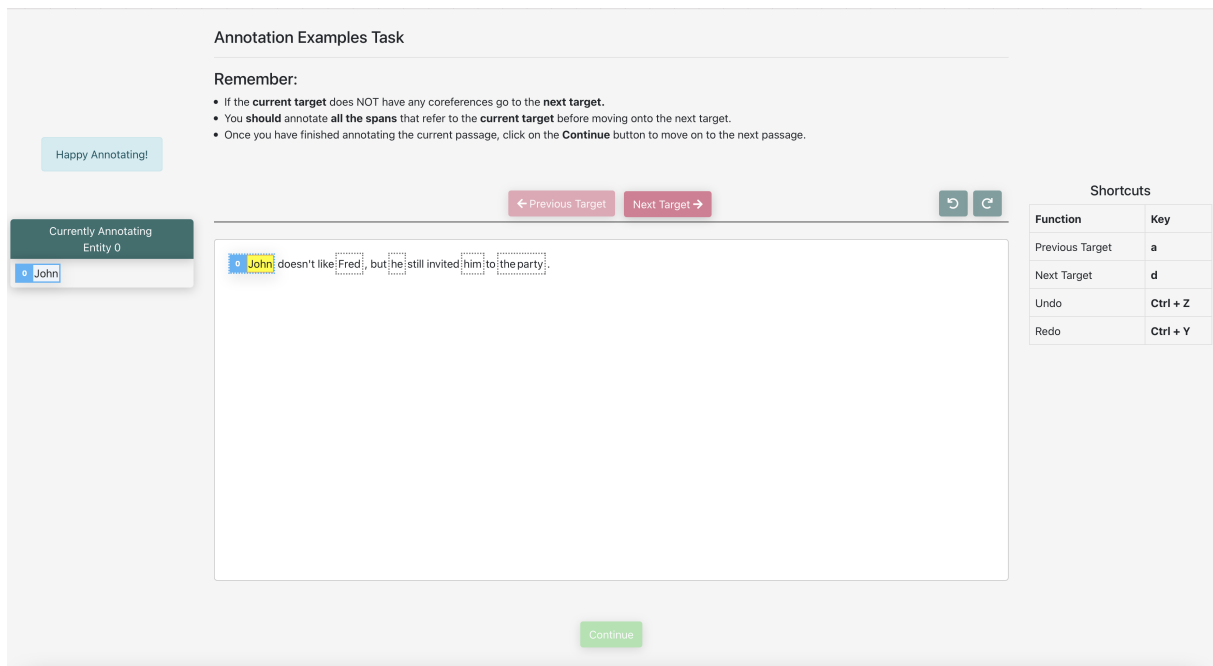 Annotation Examples Task
Remember:
• If the current target does NOT have any coreferences go to the next target.
• You should annotate all the spans that refer to the current target before moving onto the next target.
• Once you have finished annotating the current passage, click on the Continue button to move on to the next passage.
Happy Annotating!
← Previous Target
Next Target →
Currently Annotating
Entity 0
0 John
0 John doesn't like Fred, but he still invited him to the party.
Shortcuts
Function Key
Previous Target a
Next Target d
Undo Ctrl + Z
Redo Ctrl + Y
Continue